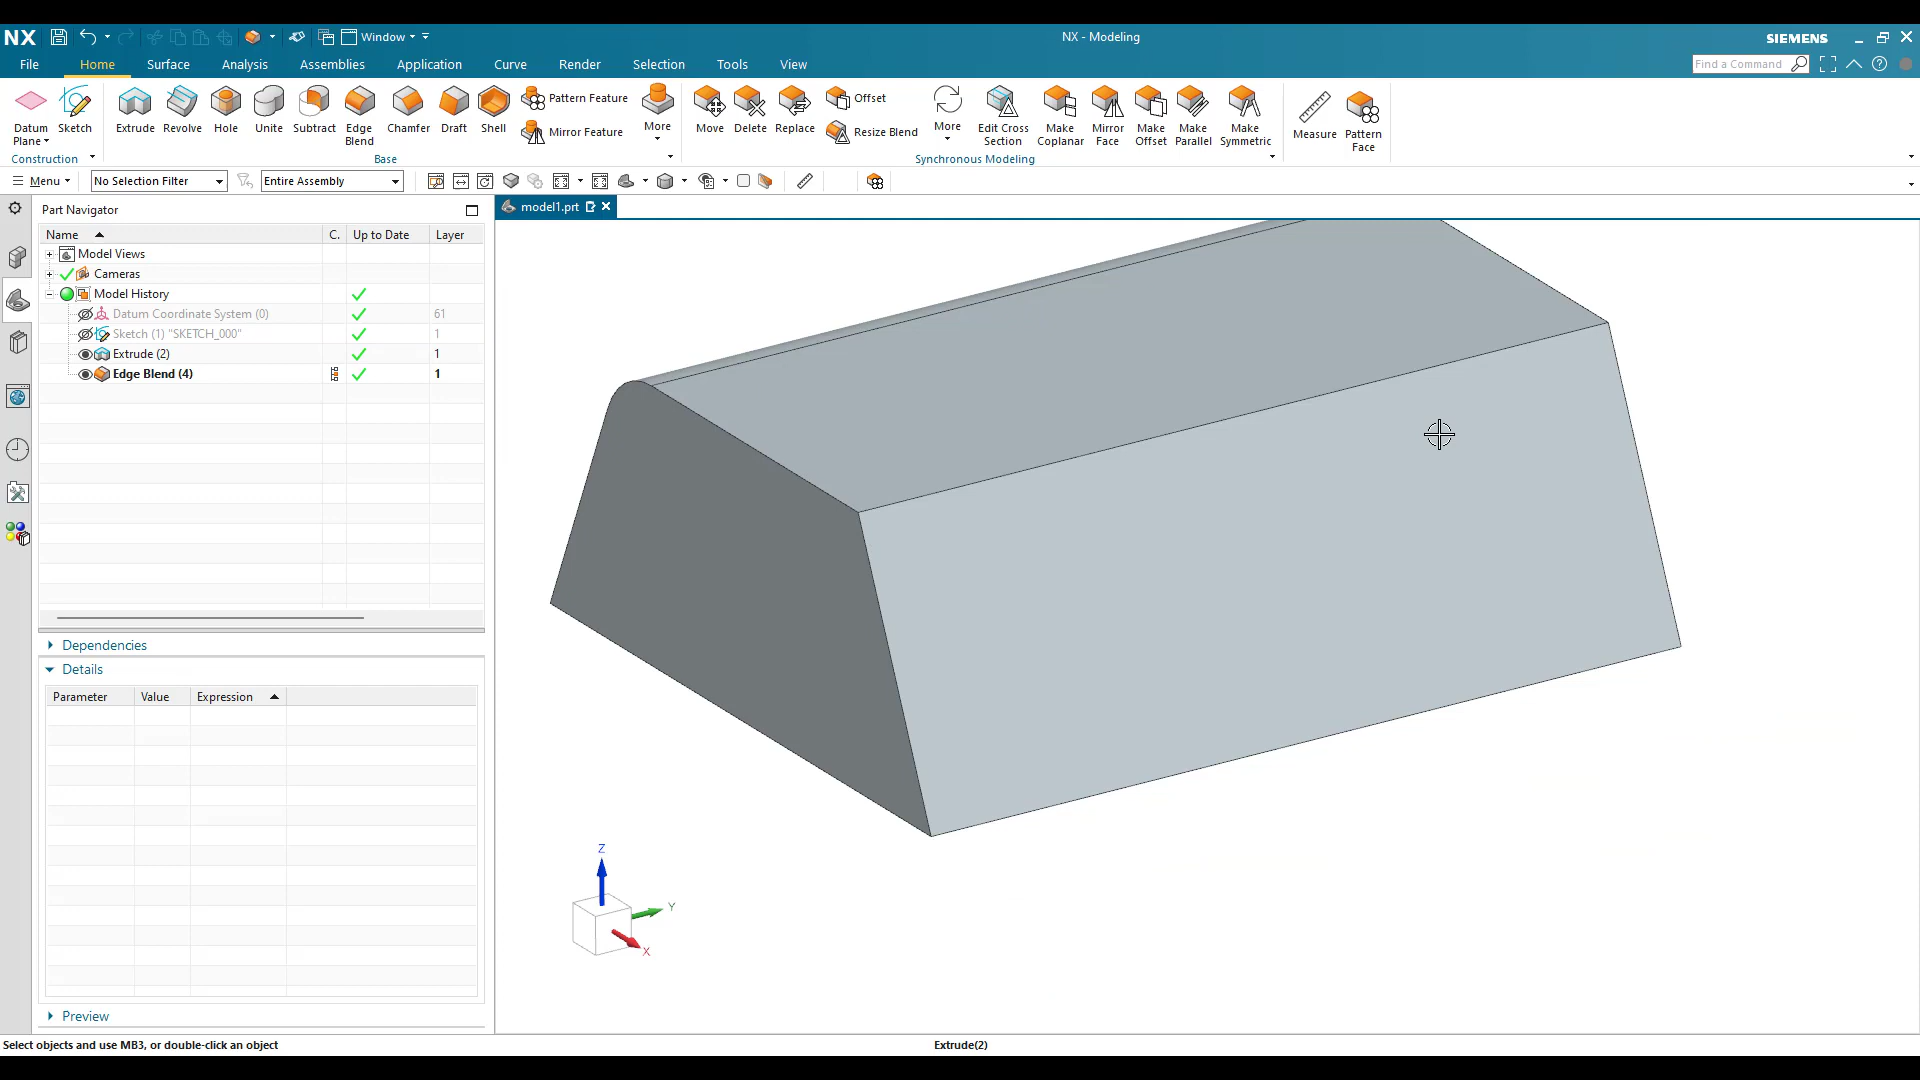 NX Window NX - Modeling SIEMENS
File Home Surface Analysis Assemblies Application Curve Render Selection Tools View Find a Command
Datum Plane Sketch Extrude Revolve Hole Unite Subtract Edge Blend Chamfer Draft Shell Pattern Feature Mirror Feature More Move Delete Replace Offset Resize Blend More Edit Cross Section Make Coplanar Mirror Face Make Offset Make Parallel Make Symmetric Measure Pattern Face
Construction Base Synchronous Modeling
Menu No Selection Filter Entire Assembly
Part Navigator model1.prt
Name C. Up to Date Layer
Model Views
Cameras
Model History
Datum Coordinate System (0) 61
Sketch (1) "SKETCH_000" 1
Extrude (2) 1
Edge Blend (4) 1
Dependencies
Details
Parameter Value Expression
Z
Y
X
Preview
Select objects and use MB3, or double-click an object Extrude(2)